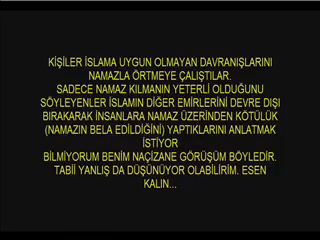 KİŞİLER İSLAMA UYGUN OLMAYAN DAVRANIŞLARINI
NAMAZLA ÖRTMEYE ÇALIŞTILAR.
SADECE NAMAZ KILMANIN YETERLİ OLDUĞUNU
SÖYLEYENLER İSLAMIN DİĞER EMİRLERİNİ DEVRE DIŞI
BIRAKARAK İNSANLARA NAMAZ ÜZERİNDEN KÖTÜLÜK
(NAMAZIN BELA EDİLDİĞİNİ) YAPTIKLARINI ANLATMAK
İSTİYOR
BİLMİYORUM BENİM NAÇİZANE GÖRÜŞÜM BÖYLEDİR.
TABİİ YANLIŞ DA DÜŞÜNÜYOR OLABİLİRİM. ESEN
KALIN...